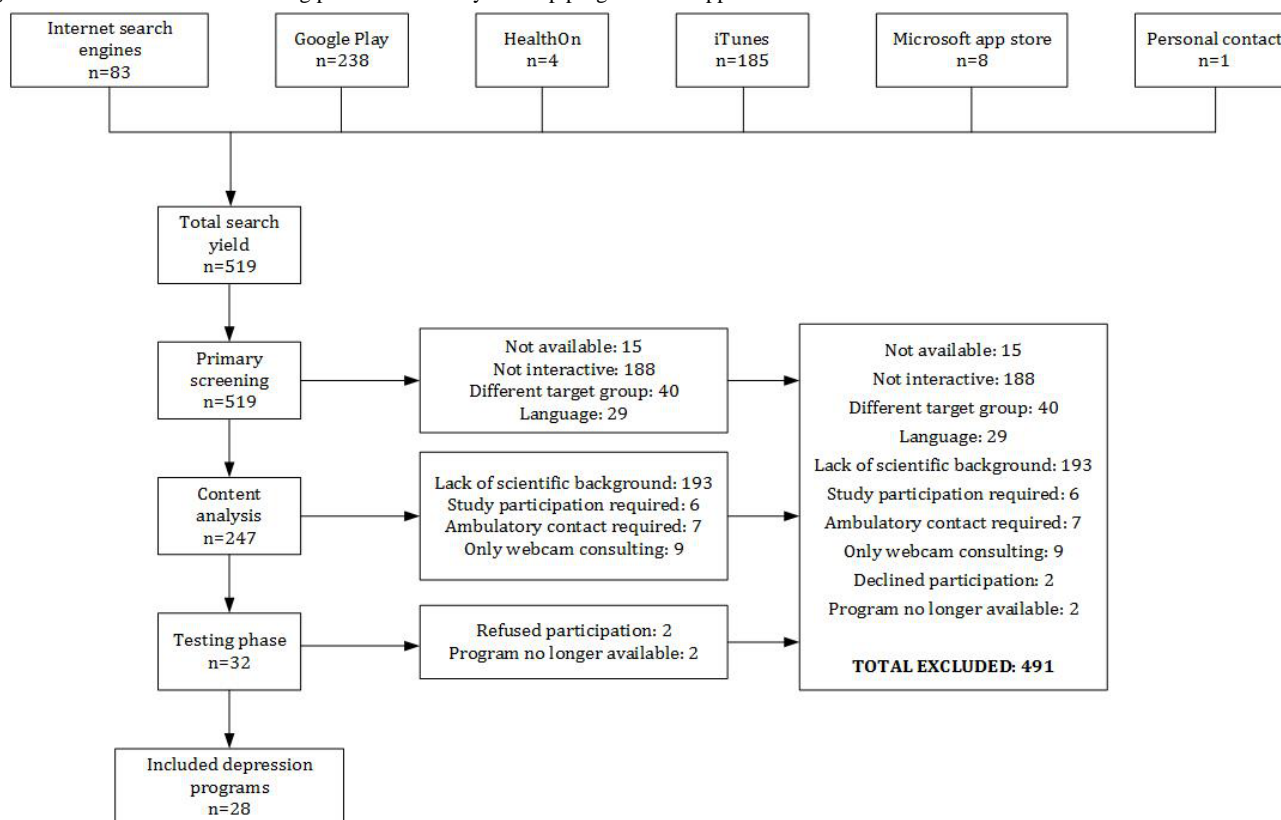 Internet search
engines
n=83
Google Play
n=238
HealthOn
n=4
iTunes
n=185
Microsoft app store
n=8
Personal contact
n=1
Total search
yield
n=519
Primary
screening
n=519
Not available: 15
Not interactive: 188
Different target group: 40
Language: 29
Content
analysis
n=247
Lack of scientific background: 193
Study participation required: 6
Ambulatory contact required: 7
Only webcam consulting: 9
Testing phase
n=32
Refused participation: 2
Program no longer available: 2
Not available: 15
Not interactive: 188
Different target group: 40
Language: 29
Lack of scientific background: 193
Study participation required: 6
Ambulatory contact required: 7
Only webcam consulting: 9
Declined participation: 2
Program no longer available: 2
TOTAL EXCLUDED: 491
Included depression
programs
n=28